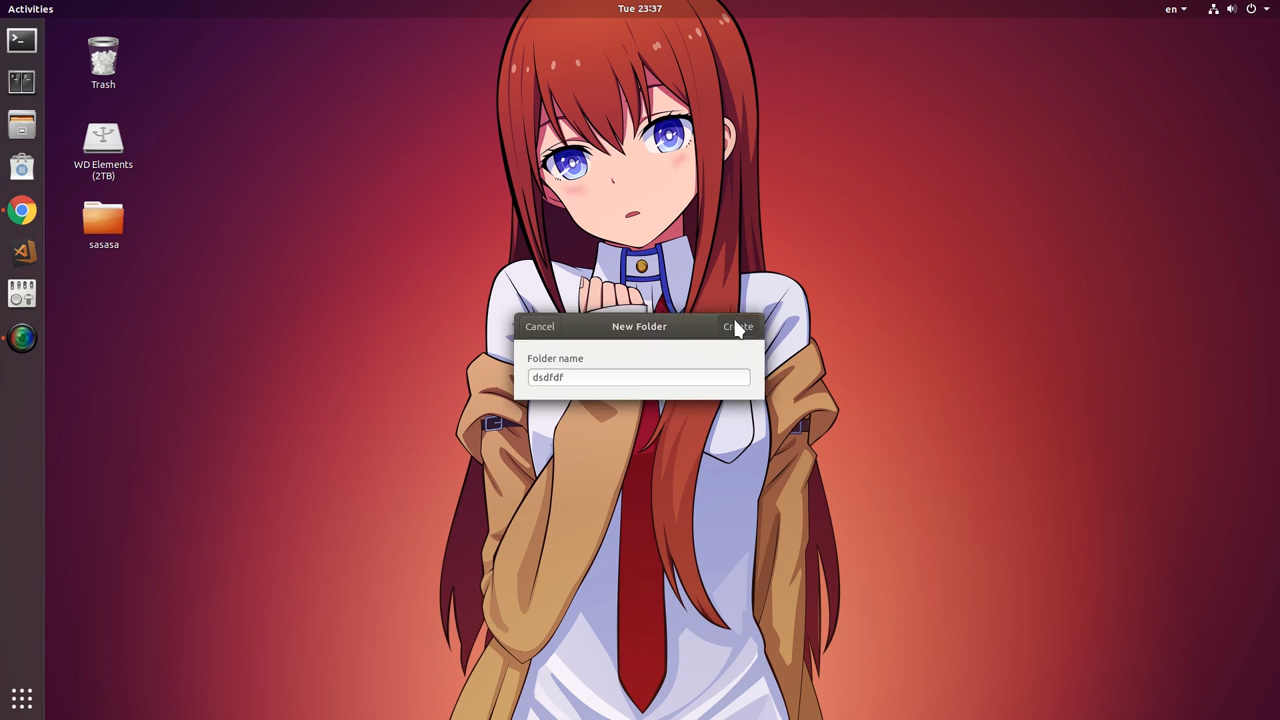 Activities
Tue 23:37
en
Trash
WD Elements
(2TB)
sasasa
Cancel
New Folder
Folder name
dsdfdf